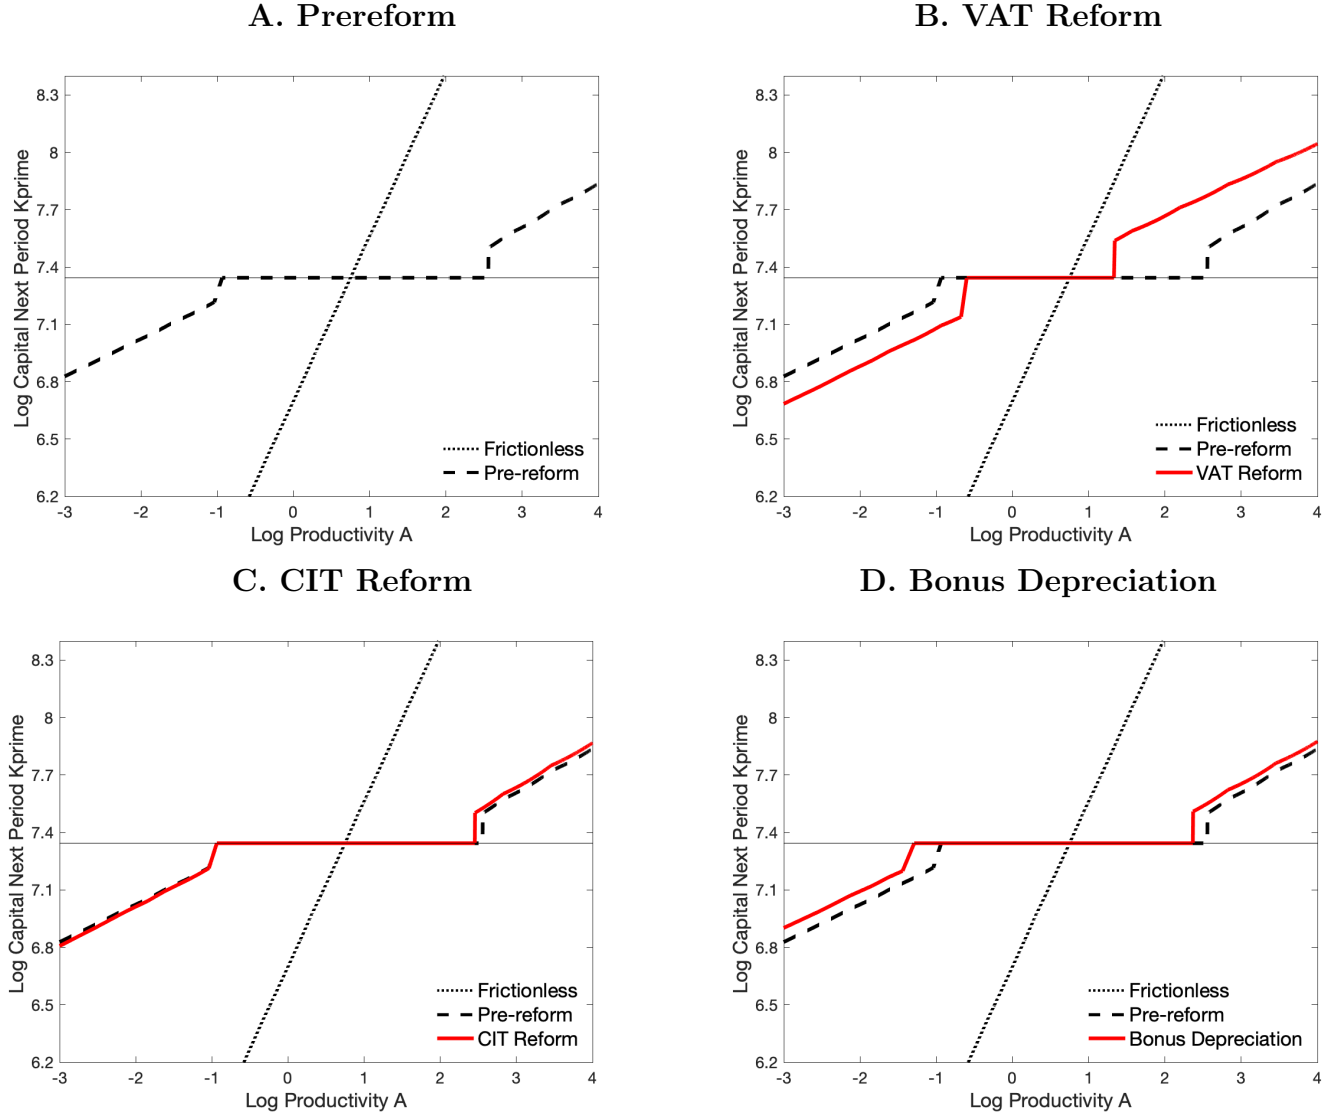 A. Prereform
8.3
8
7.7
7.4
7.1
6.8
6.5
6.2
Log Capital Next Period Kprime
-3 -2 -1 0 1 2 3 4
Log Productivity A
Frictionless
Pre-reform
B. VAT Reform
8.3
8
7.7
7.4
7.1
6.8
6.5
6.2
Log Capital Next Period Kprime
-3 -2 -1 0 1 2 3 4
Log Productivity A
Frictionless
Pre-reform
VAT Reform
C. CIT Reform
8.3
8
7.7
7.4
7.1
6.8
6.5
6.2
Log Capital Next Period Kprime
-3 -2 -1 0 1 2 3 4
Log Productivity A
Frictionless
Pre-reform
CIT Reform
D. Bonus Depreciation
8.3
8
7.7
7.4
7.1
6.8
6.5
6.2
Log Capital Next Period Kprime
-3 -2 -1 0 1 2 3 4
Log Productivity A
Frictionless
Pre-reform
Bonus Depreciation